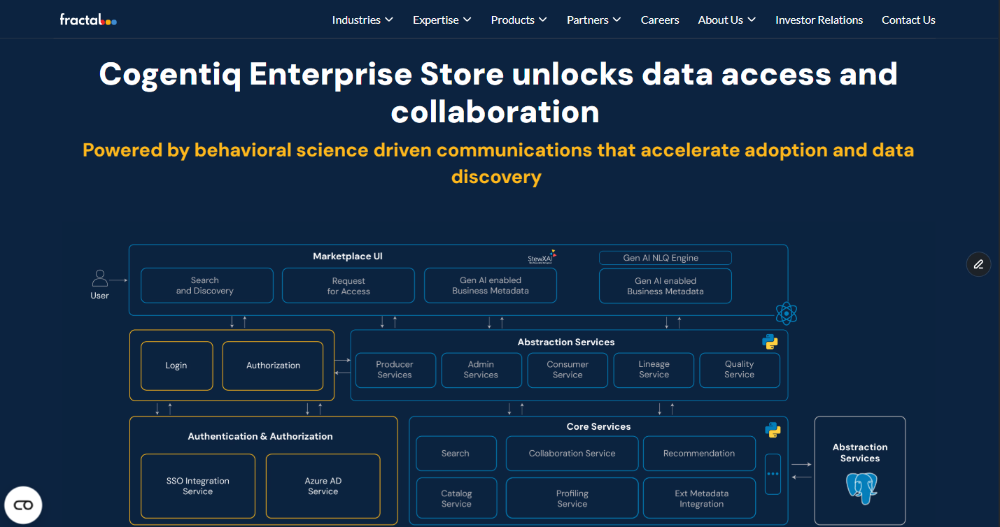 fractal
Industries
Expertise
Products
Partners
Careers
About Us
Investor Relations
Contact Us
Cogentiq Enterprise Store unlocks data access and
collaboration
Powered by behavioral science driven communications that accelerate adoption and data
discovery
User
Marketplace UI
StewXAI
Gen AI NLQ Engine
Search
and Discovery
Request
for Access
Gen AI enabled
Business Metadata
Gen AI enabled
Business Metadata
Login
Authorization
Abstraction Services
Producer
Services
Admin
Services
Consumer
Service
Lineage
Service
Quality
Service
Authentication & Authorization
SSO Integration
Service
Azure AD
Service
Core Services
Search
Collaboration Service
Recommendation
Catalog
Service
Profiling
Service
Ext Metadata
Integration
Abstraction
Services